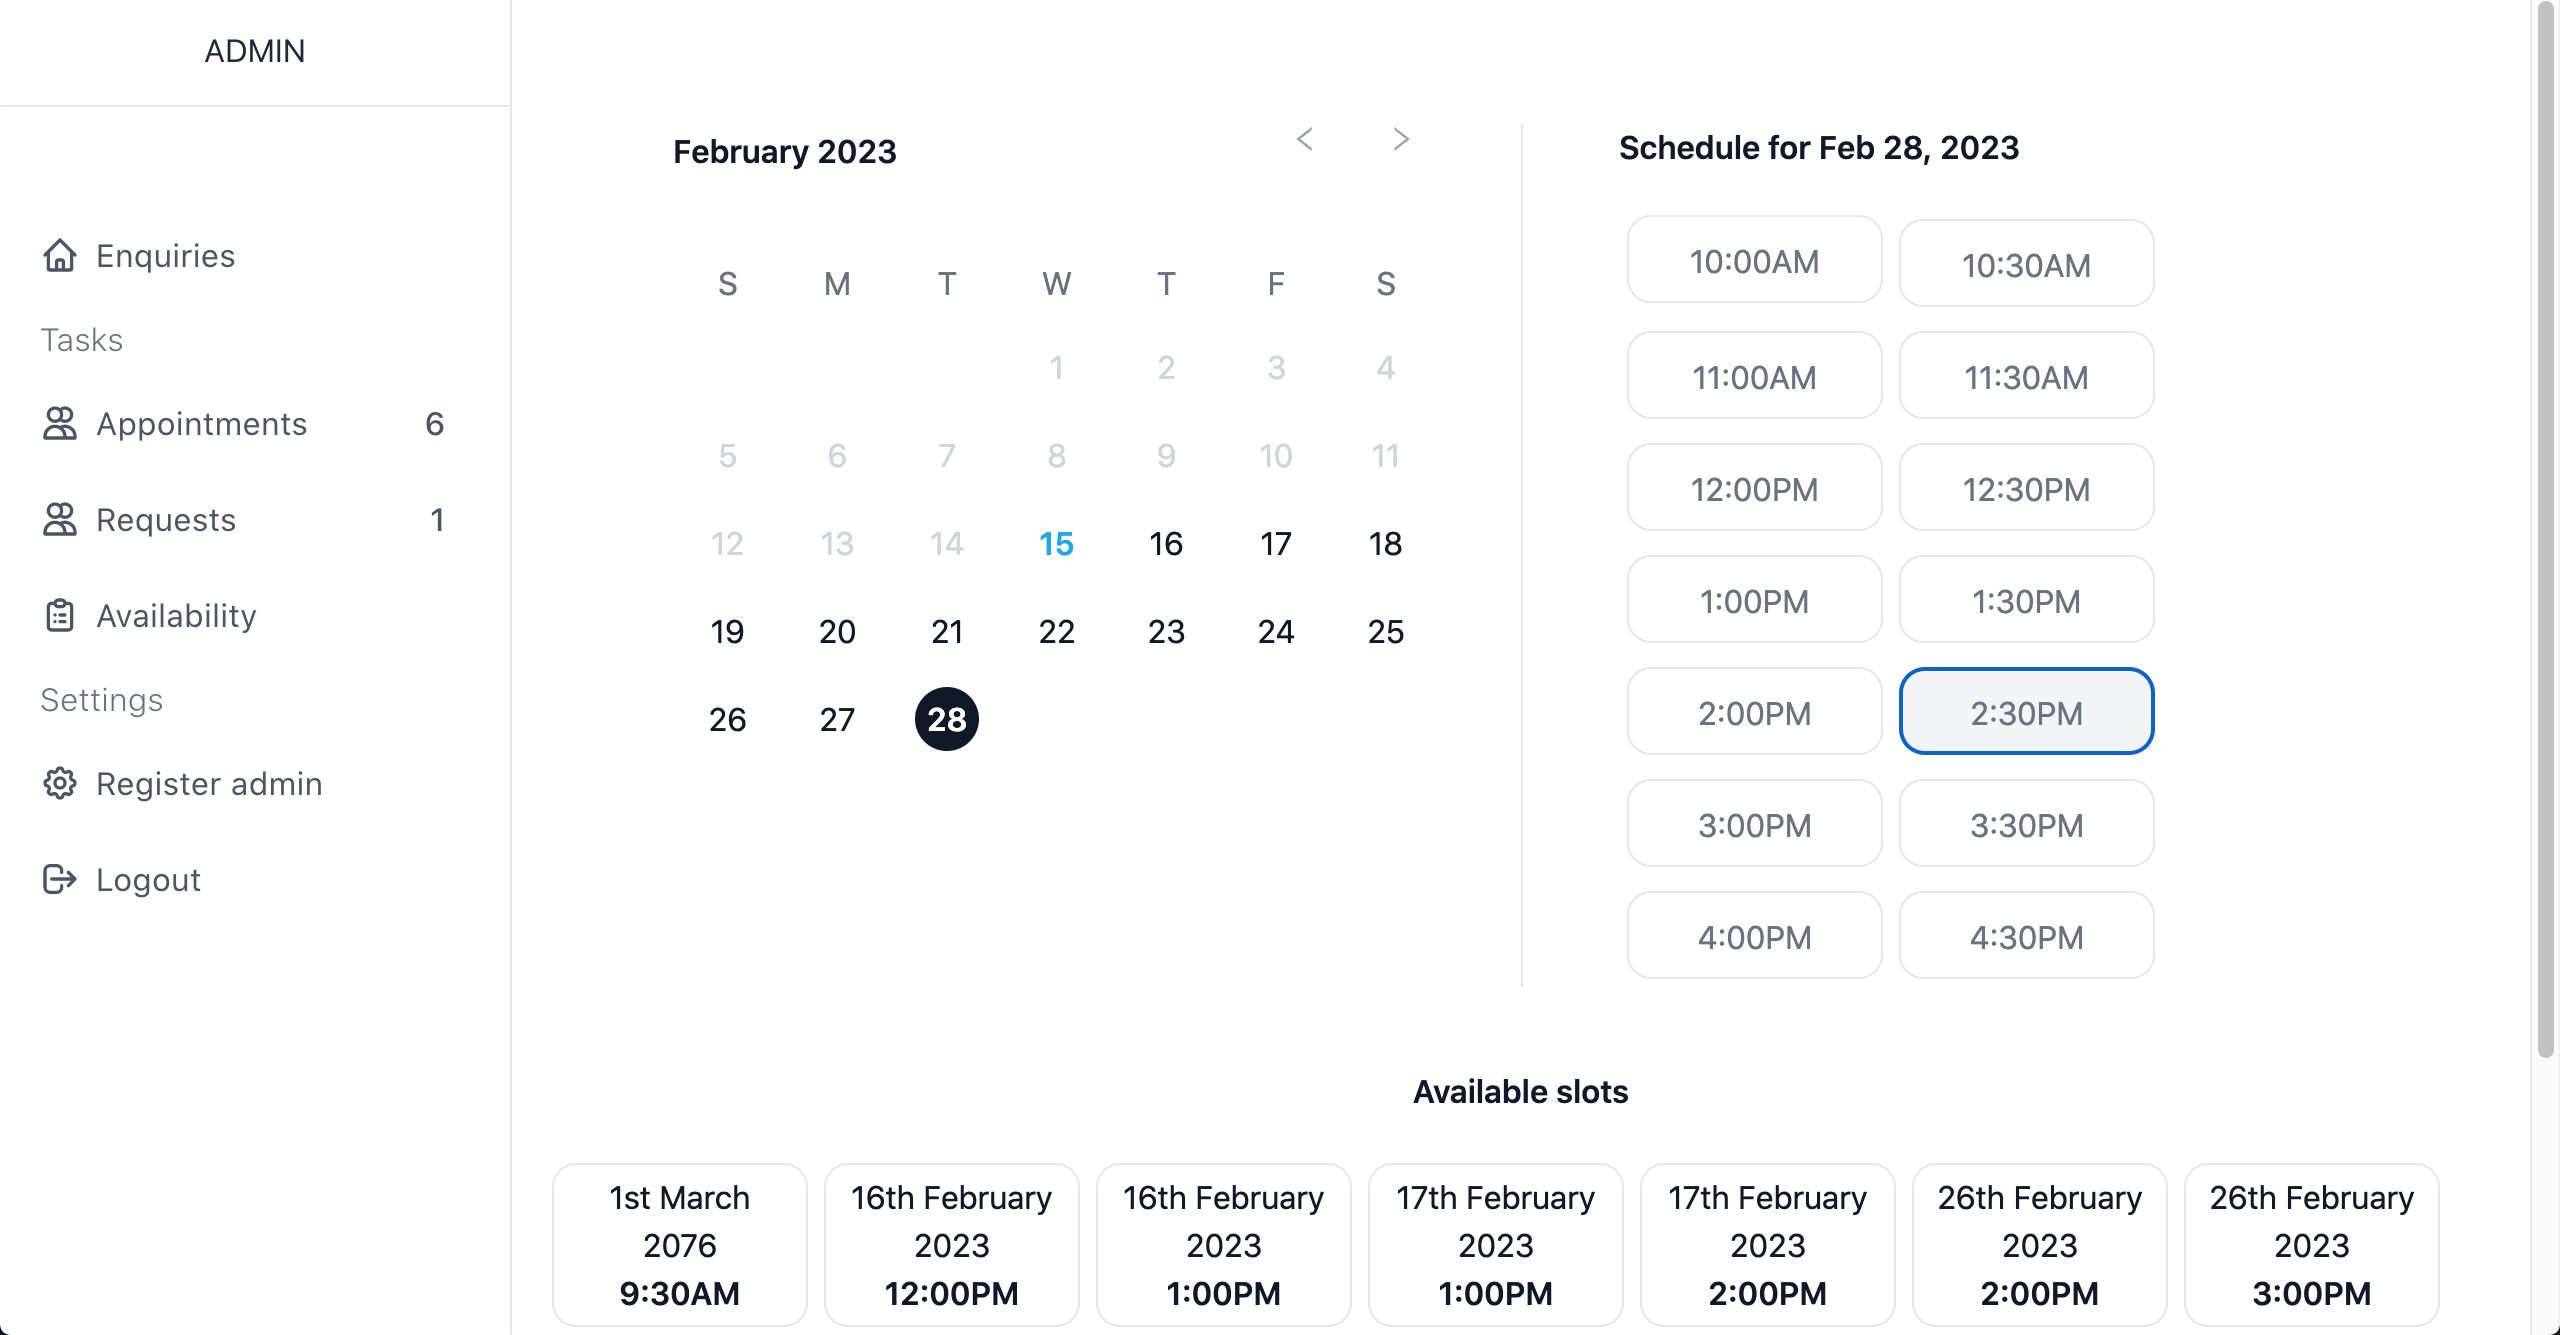 ADMIN
Enquiries
Tasks
Appointments 6
Requests 1
Availability
Settings
Register admin
Logout
February 2023
S M T W T F S
1 2 3 4
5 6 7 8 9 10 11
12 13 14 15 16 17 18
19 20 21 22 23 24 25
26 27 28
Schedule for Feb 28, 2023
10:00AM 10:30AM
11:00AM 11:30AM
12:00PM 12:30PM
1:00PM 1:30PM
2:00PM 2:30PM
3:00PM 3:30PM
4:00PM 4:30PM
Available slots
1st March
2076
9:30AM
16th February
2023
12:00PM
16th February
2023
1:00PM
17th February
2023
1:00PM
17th February
2023
2:00PM
26th February
2023
2:00PM
26th February
2023
3:00PM